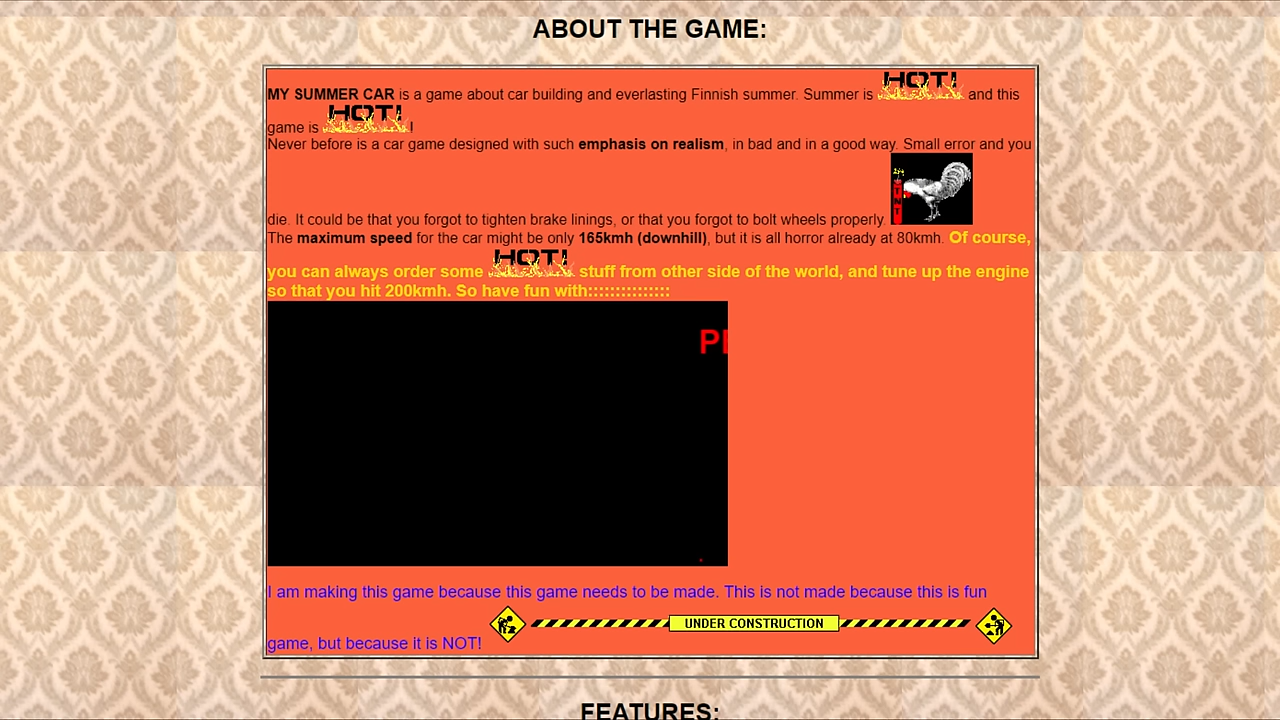 ABOUT THE GAME:
MY SUMMER CAR is a game about car building and everlasting Finnish summer. Summer is HOT! and this
game is HOT! !
Never before is a car game designed with such emphasis on realism, in bad and in a good way. Small error and you
die. It could be that you forgot to tighten brake linings, or that you forgot to bolt wheels properly.
The maximum speed for the car might be only 165kmh (downhill), but it is all horror already at 80kmh. Of course,
you can always order some HOT! stuff from other side of the world, and tune up the engine
so that you hit 200kmh. So have fun with:::::::::::::::
I am making this game because this game needs to be made. This is not made because this is fun
game, but because it is NOT!
UNDER CONSTRUCTION
FEATURES: